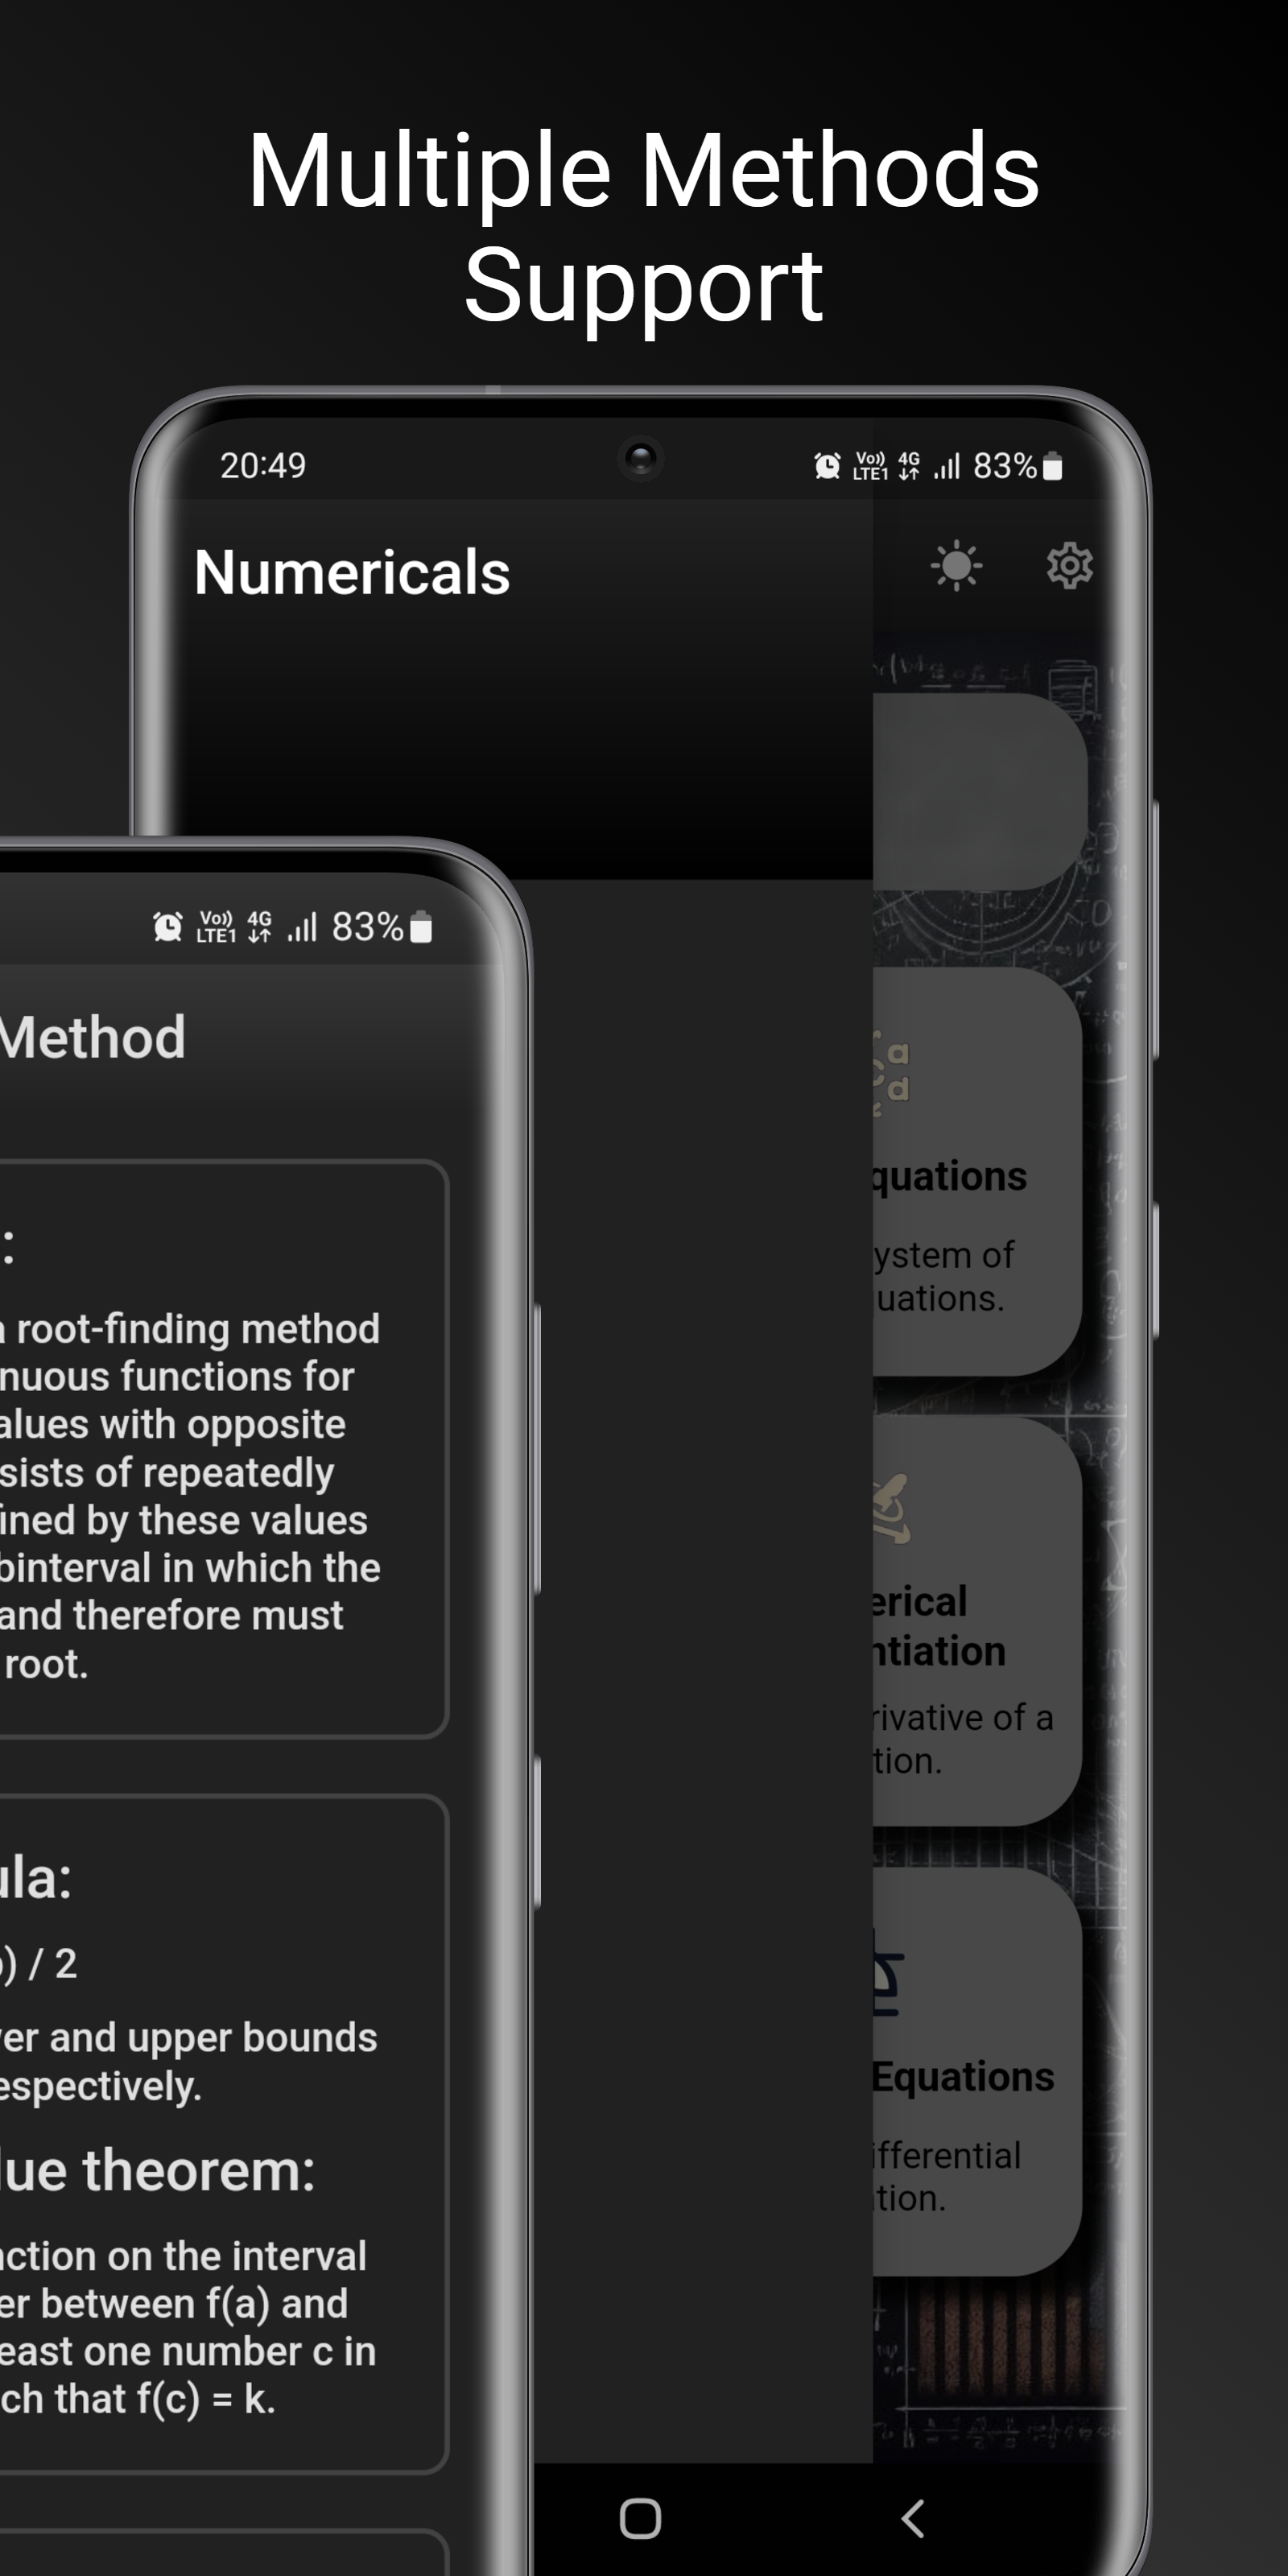 Multiple Methods
Support
20:49
Vo)) LTE1 4G 83%
Numericals
quations
ystem of
uations.
erical
ntiation
rivative of a
tion.
Equations
ifferential
tion.
Vo)) LTE1 4G 83%
Method
:
a root-finding method
nuous functions for
alues with opposite
sists of repeatedly
ined by these values
binterval in which the
and therefore must
root.
ula:
) / 2
er and upper bounds
espectively.
lue theorem:
nction on the interval
er between f(a) and
east one number c in
ch that f(c) = k.